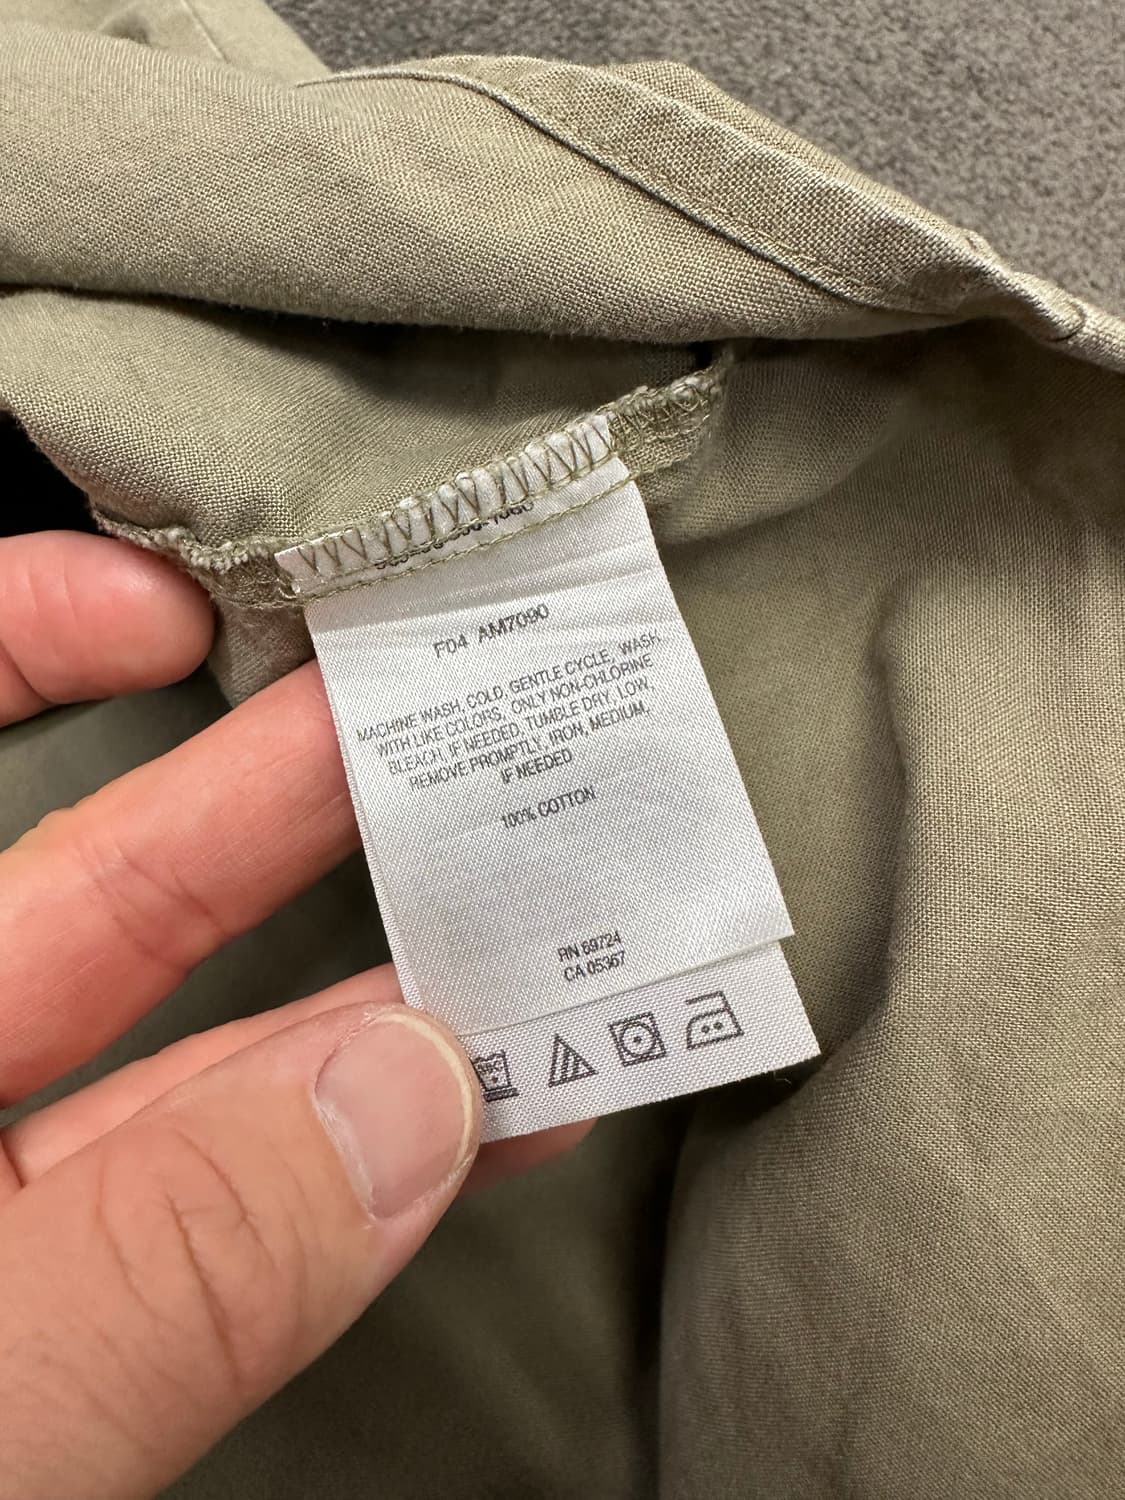 F04 AM7090
MACHINE WASH, COLD, GENTLE CYCLE, WASH
WITH LIKE COLORS, ONLY NON-CHLORINE
BLEACH, IF NEEDED, TUMBLE DRY, LOW,
REMOVE PROMPTLY, IRON, MEDIUM,
IF NEEDED
100% COTTON
RN 69724
CA 05367